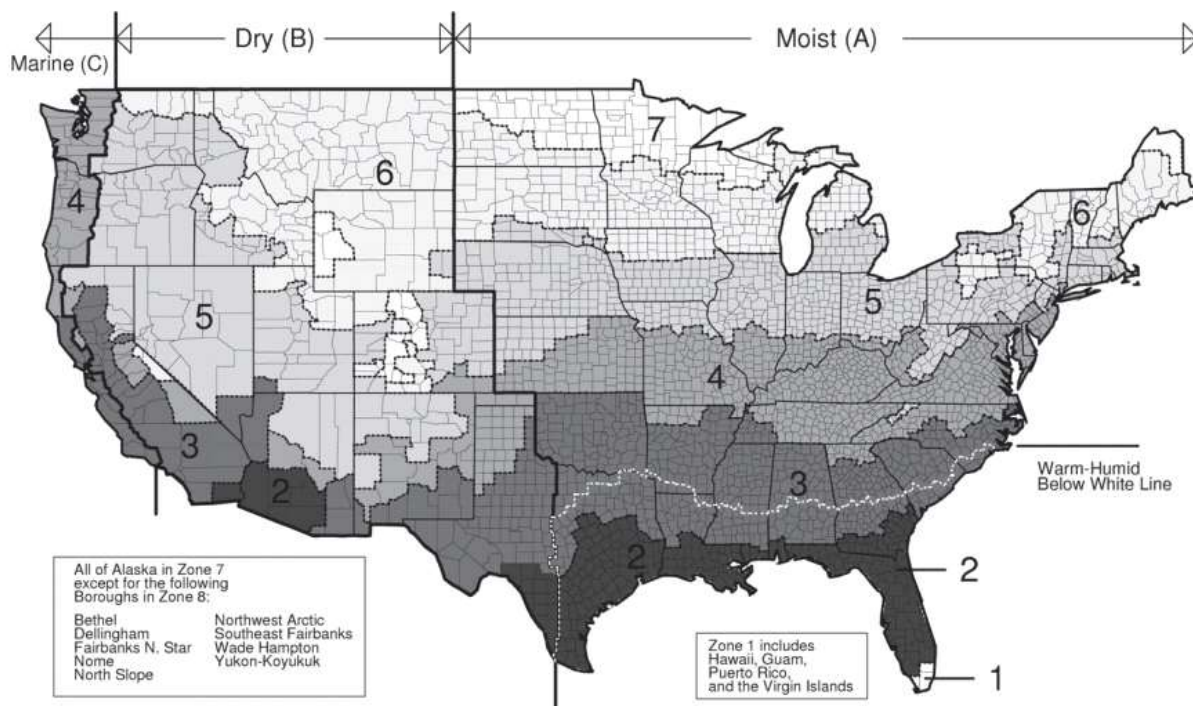 Marine (C)
Dry (B)
Moist (A)
7
6
4
6
5
5
4
3
3
2
2
Warm-Humid
Below White Line
2
1
All of Alaska in Zone 7
except for the following
Boroughs in Zone 8:
Bethel
Dellingham
Fairbanks N. Star
Nome
North Slope
Northwest Arctic
Southeast Fairbanks
Wade Hampton
Yukon-Koyukuk
Zone 1 includes
Hawaii, Guam,
Puerto Rico,
and the Virgin Islands